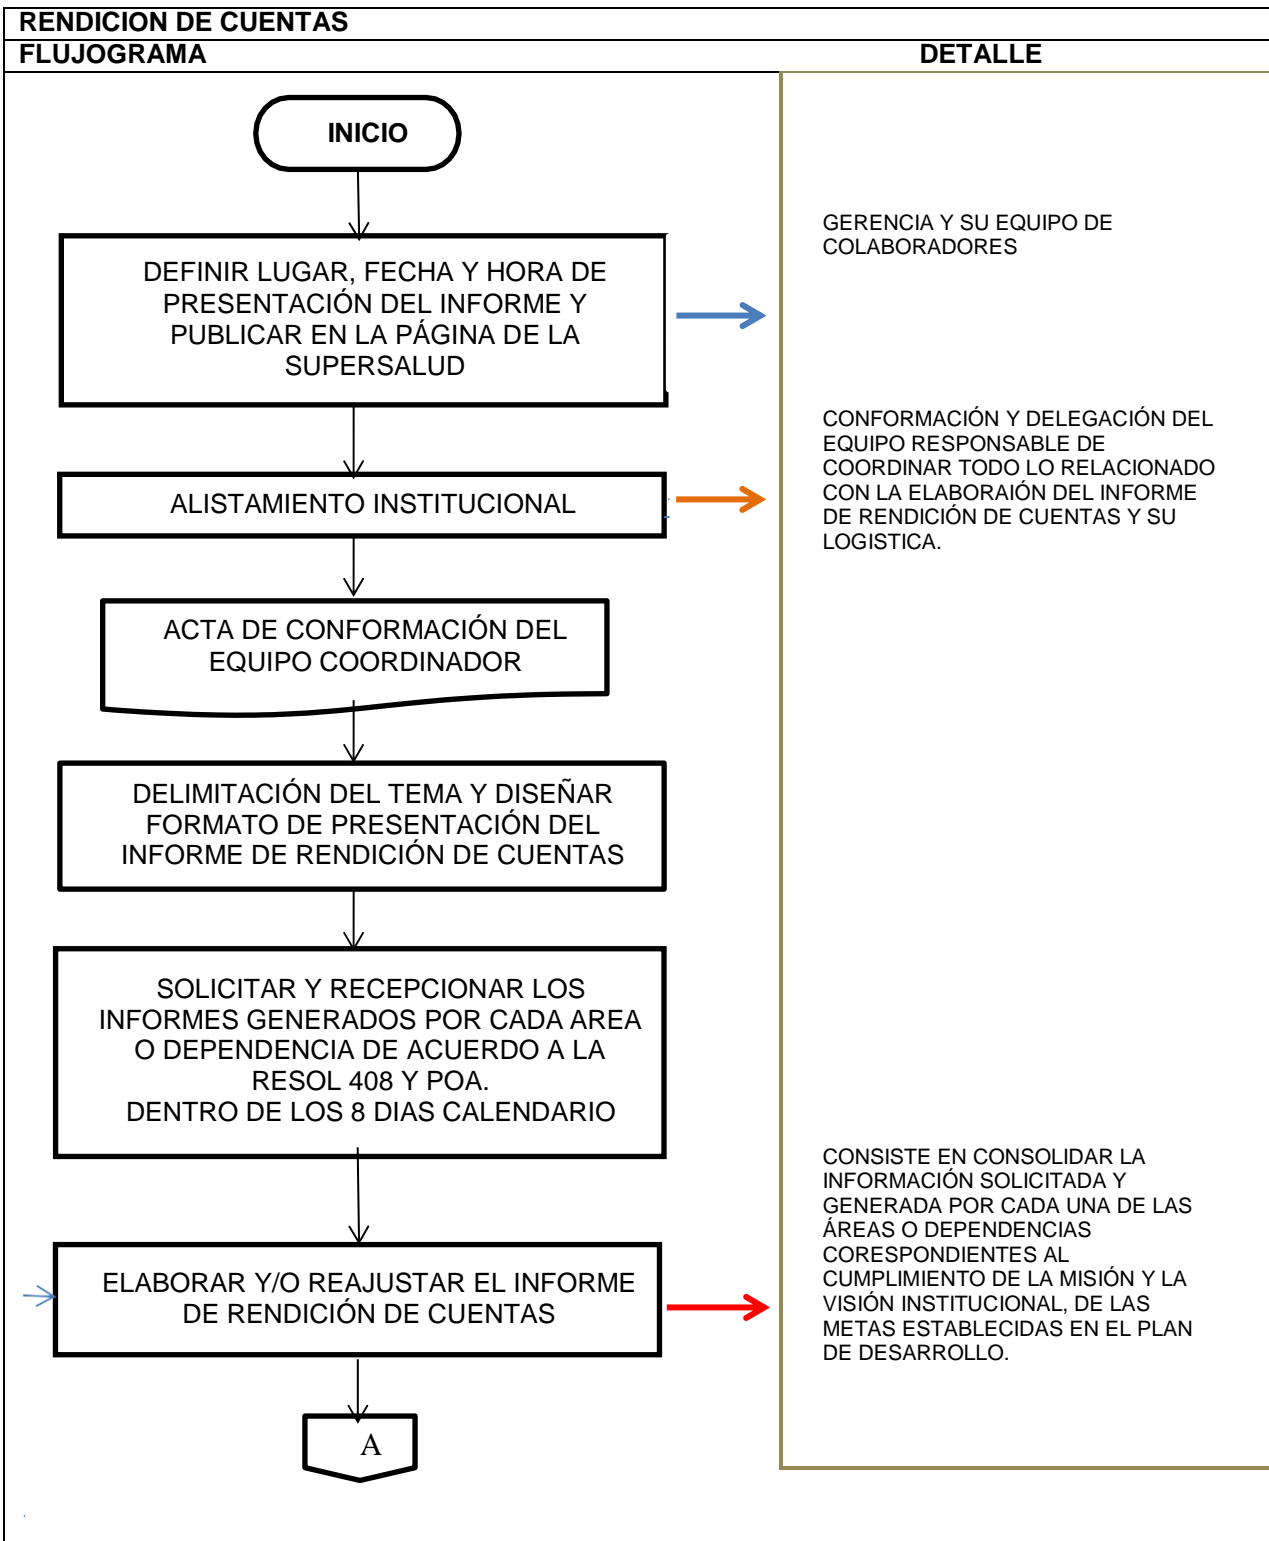 RENDICION DE CUENTAS
FLUJOGRAMA
DETALLE
INICIO
DEFINIR LUGAR, FECHA Y HORA DE
PRESENTACIÓN DEL INFORME Y
PUBLICAR EN LA PÁGINA DE LA
SUPERSALUD
GERENCIA Y SU EQUIPO DE
COLABORADORES
ALISTAMIENTO INSTITUCIONAL
CONFORMACIÓN Y DELEGACIÓN DEL
EQUIPO RESPONSABLE DE
COORDINAR TODO LO RELACIONADO
CON LA ELABORAIÓN DEL INFORME
DE RENDICIÓN DE CUENTAS Y SU
LOGISTICA.
ACTA DE CONFORMACIÓN DEL
EQUIPO COORDINADOR
DELIMITACIÓN DEL TEMA Y DISEÑAR
FORMATO DE PRESENTACIÓN DEL
INFORME DE RENDICIÓN DE CUENTAS
SOLICITAR Y RECEPCIONAR LOS
INFORMES GENERADOS POR CADA AREA
O DEPENDENCIA DE ACUERDO A LA
RESOL 408 Y POA.
DENTRO DE LOS 8 DIAS CALENDARIO
ELABORAR Y/O REAJUSTAR EL INFORME
DE RENDICIÓN DE CUENTAS
CONSISTE EN CONSOLIDAR LA
INFORMACIÓN SOLICITADA Y
GENERADA POR CADA UNA DE LAS
ÁREAS O DEPENDENCIAS
CORESPONDIENTES AL
CUMPLIMIENTO DE LA MISIÓN Y LA
VISIÓN INSTITUCIONAL, DE LAS
METAS ESTABLECIDAS EN EL PLAN
DE DESARROLLO.
A